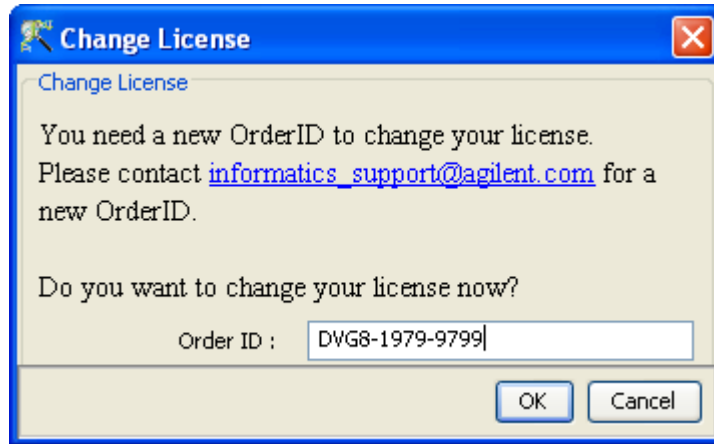 Change License
Change License
You need a new OrderID to change your license.
Please contact informatics_support@agilent.com for a
new OrderID.
Do you want to change your license now?
Order ID : DVG8-1979-9799
OK Cancel